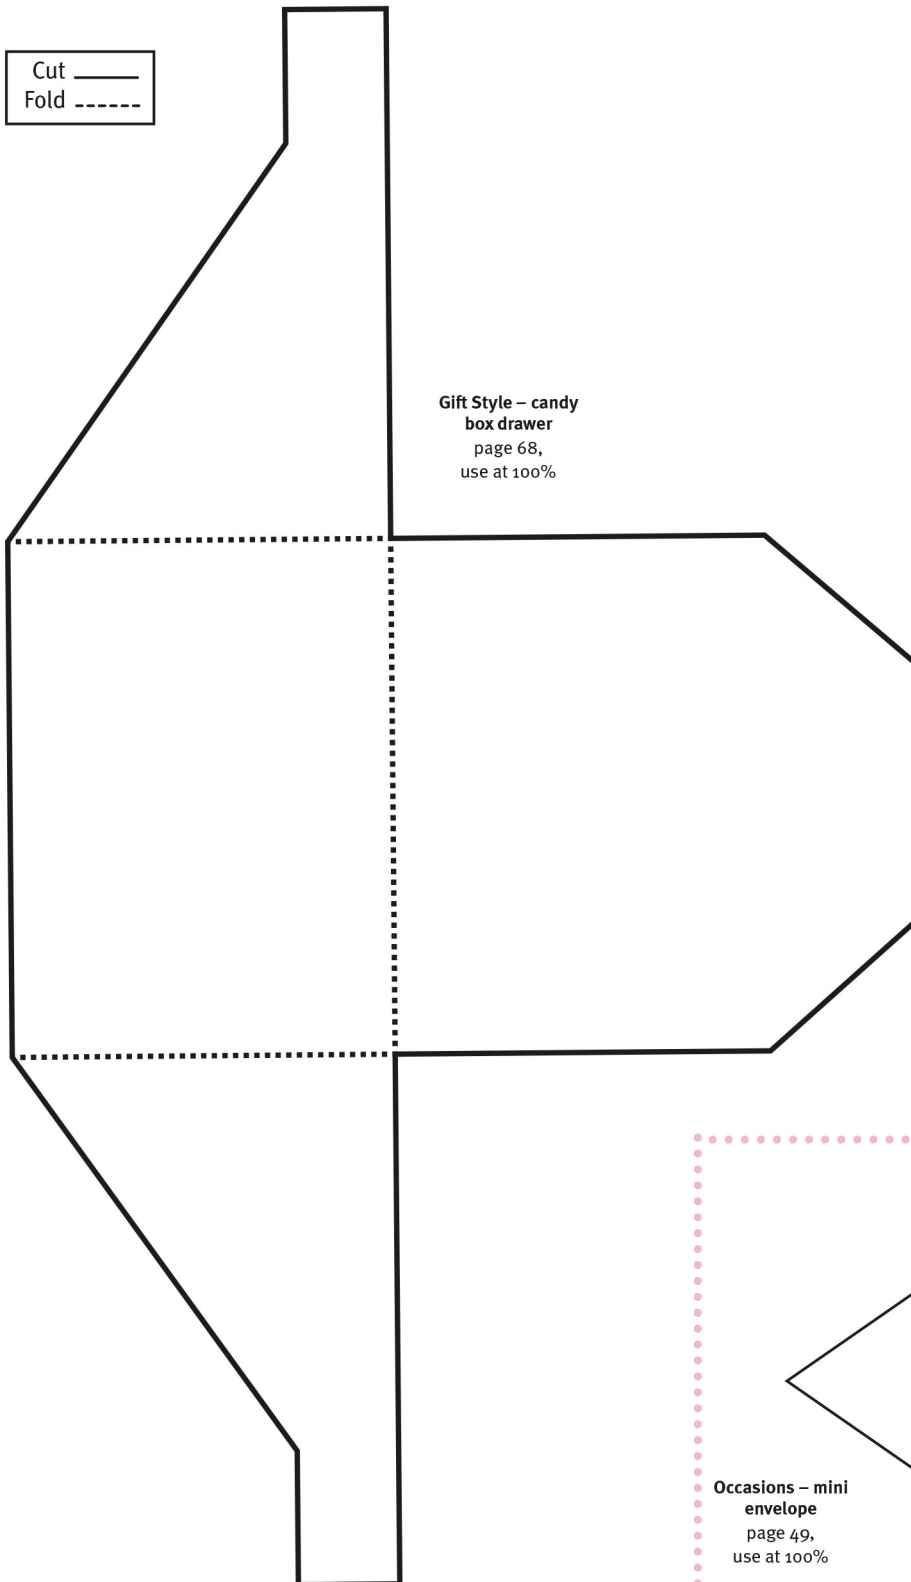 Cut
Fold
Gift Style – candy
box drawer
page 68,
use at 100%
Occasions – mini
envelope
page 49,
use at 100%